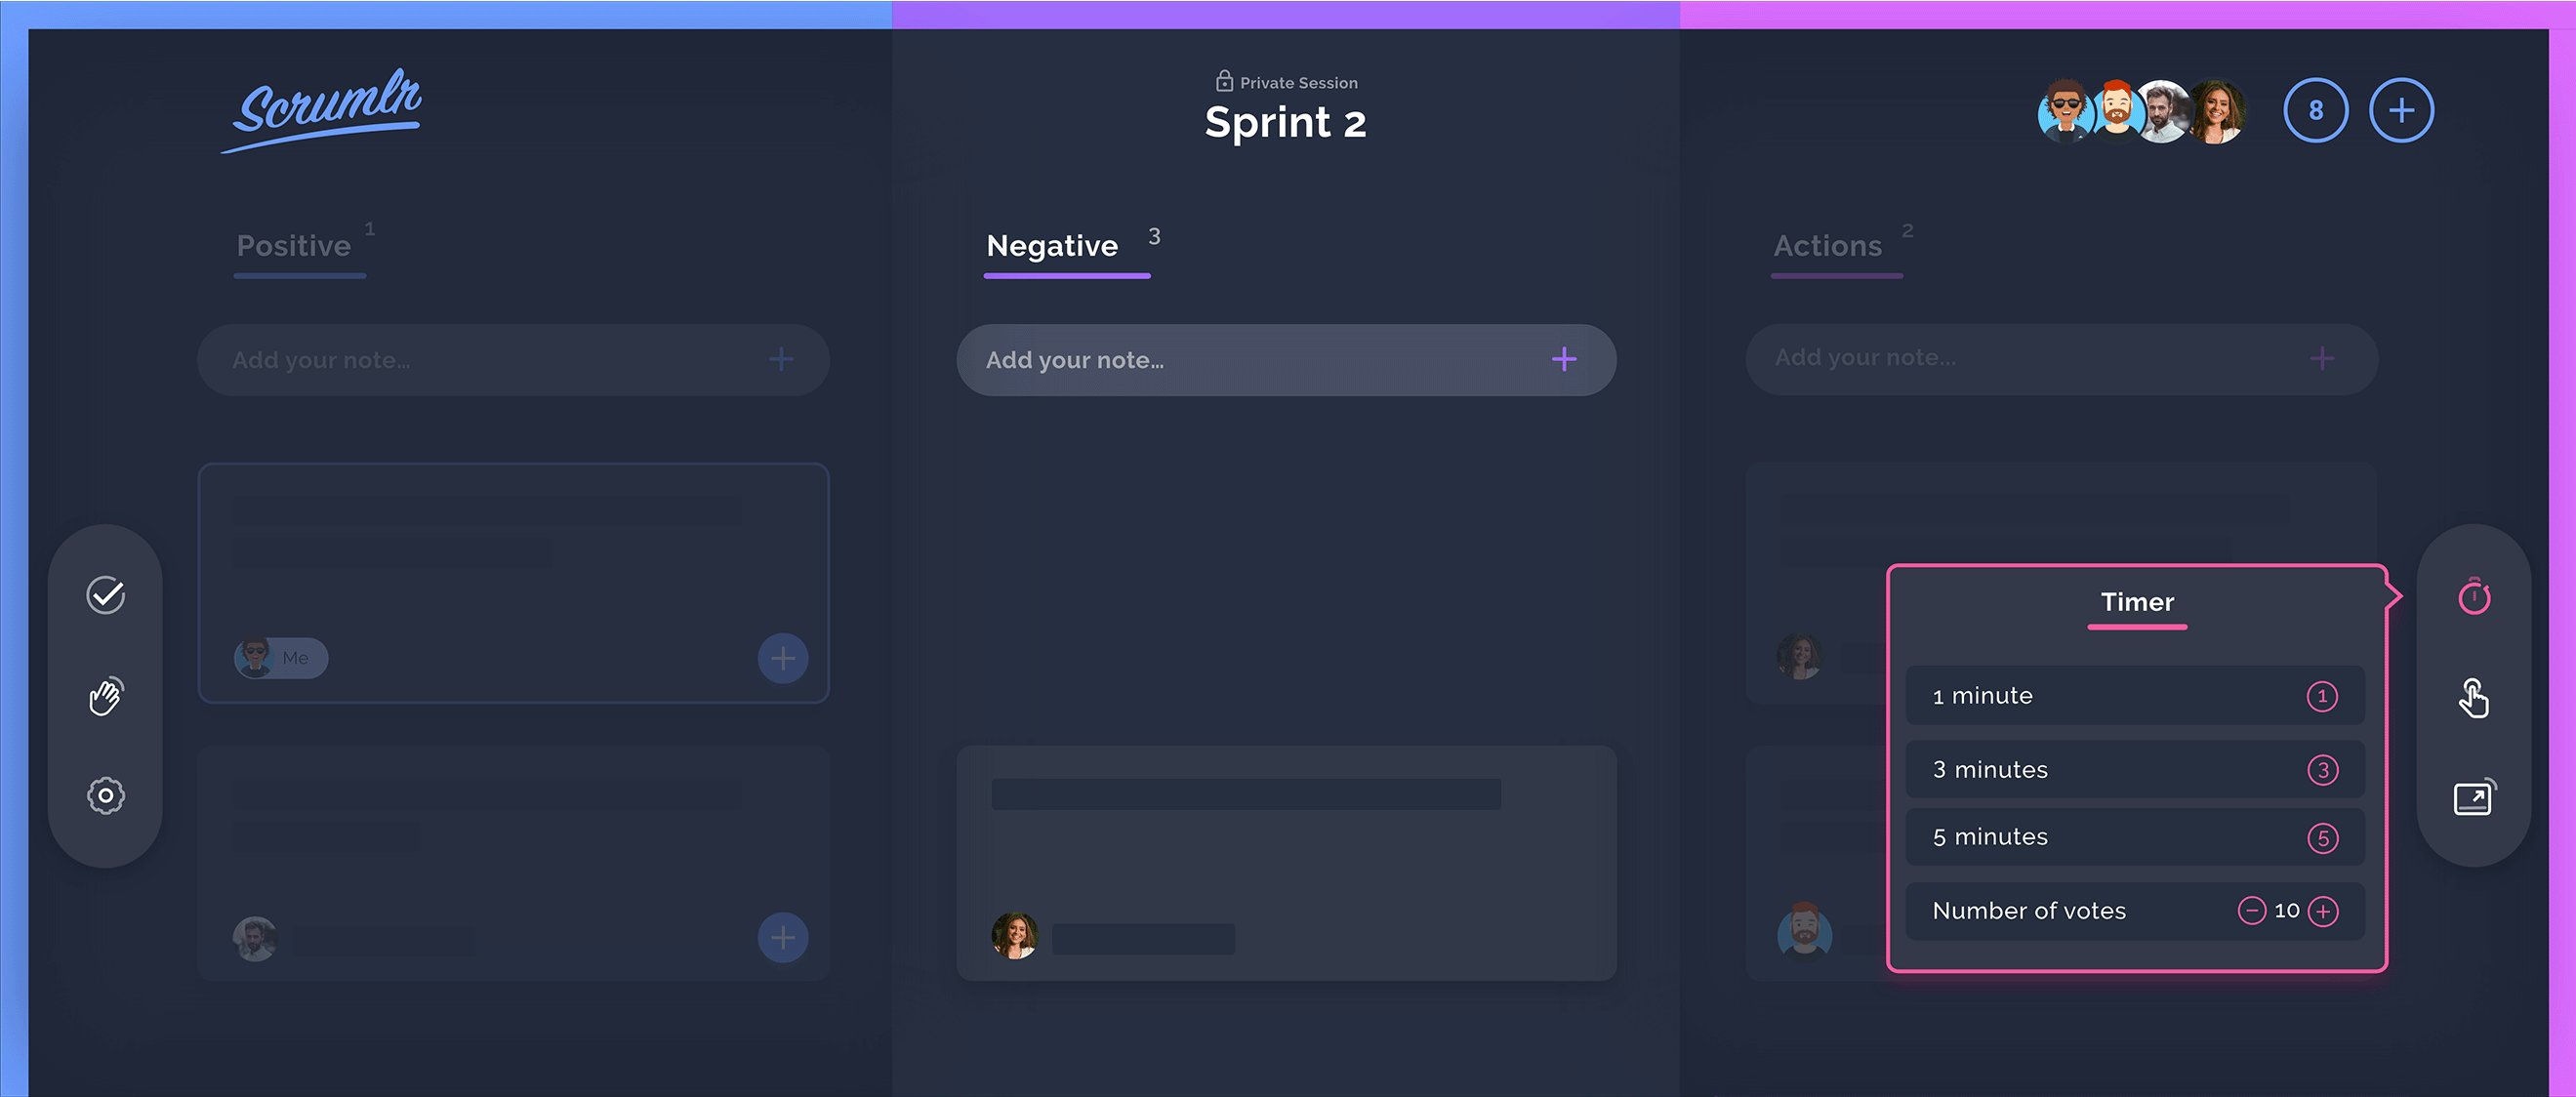 Scrumlr
Private Session
Sprint 2
8
Positive 1
Negative 3
Actions 2
Add your note...
Add your note...
Add your note...
Me
Timer
1 minute 1
3 minutes 3
5 minutes 5
Number of votes 10